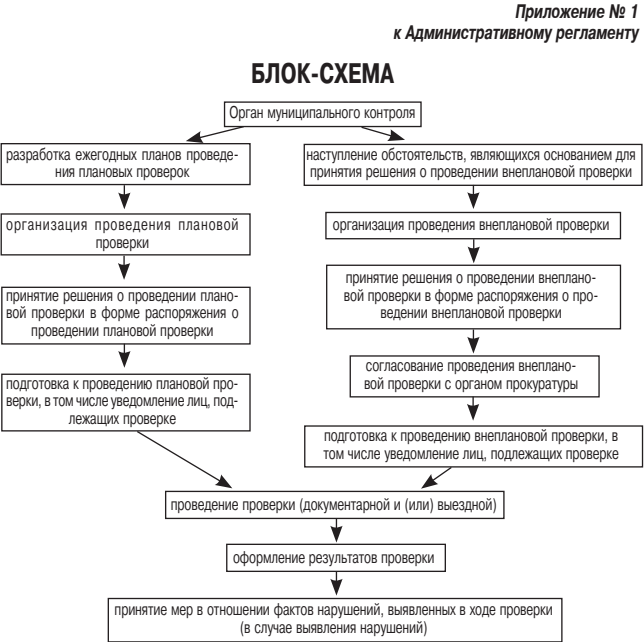 Приложение № 1
к Административному регламенту
БЛОК-СХЕМА
Орган муниципального контроля
разработка ежегодных планов проведе-
ния плановых проверок
наступление обстоятельств, являющихся основанием для
принятия решения о проведении внеплановой проверки
организация проведения плановой
проверки
организация проведения внеплановой проверки
принятие решения о проведении плано-
вой проверки в форме распоряжения о
проведении плановой проверки
принятие решения о проведении внеплано-
вой проверки в форме распоряжения о про-
ведении внеплановой проверки
согласование проведения внеплано-
вой проверки с органом прокуратуры
подготовка к проведению плановой про-
верки, в том числе уведомление лиц, под-
лежащих проверке
подготовка к проведению внеплановой проверки, в
том числе уведомление лиц, подлежащих проверке
проведение проверки (документарной и (или) выездной)
оформление результатов проверки
принятие мер в отношении фактов нарушений, выявленных в ходе проверки
(в случае выявления нарушений)